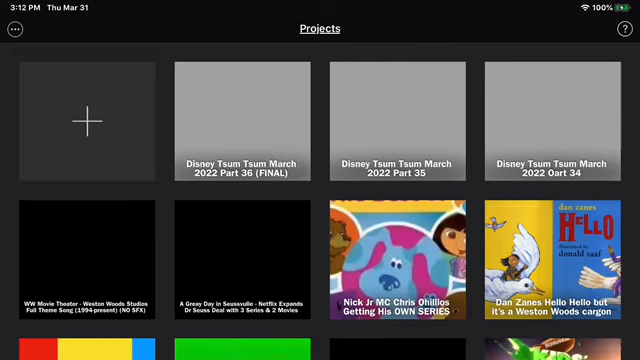 3:12 PM Thu Mar 31
100%
Projects
?
Disney Tsum Tsum March
2022 Part 36 (FINAL)
Disney Tsum Tsum March
2022 Part 35
Disney Tsum Tsum March
2022 Oart 34
WW Movie Theater - Weston Woods Studios
Full Theme Song (1994-present) (NO SFX)
A Greay Day in Seussvulle - Netflix Expands
Dr Seuss Deal with 3 Series & 2 Movies
Nick Jr MC Chris Ohillios
Getting His OWN SERIES
dan zanes
HELLO
illustrated by
donald saaf
Dan Zanes Hello Hello but
it's a Weston Woods cargon